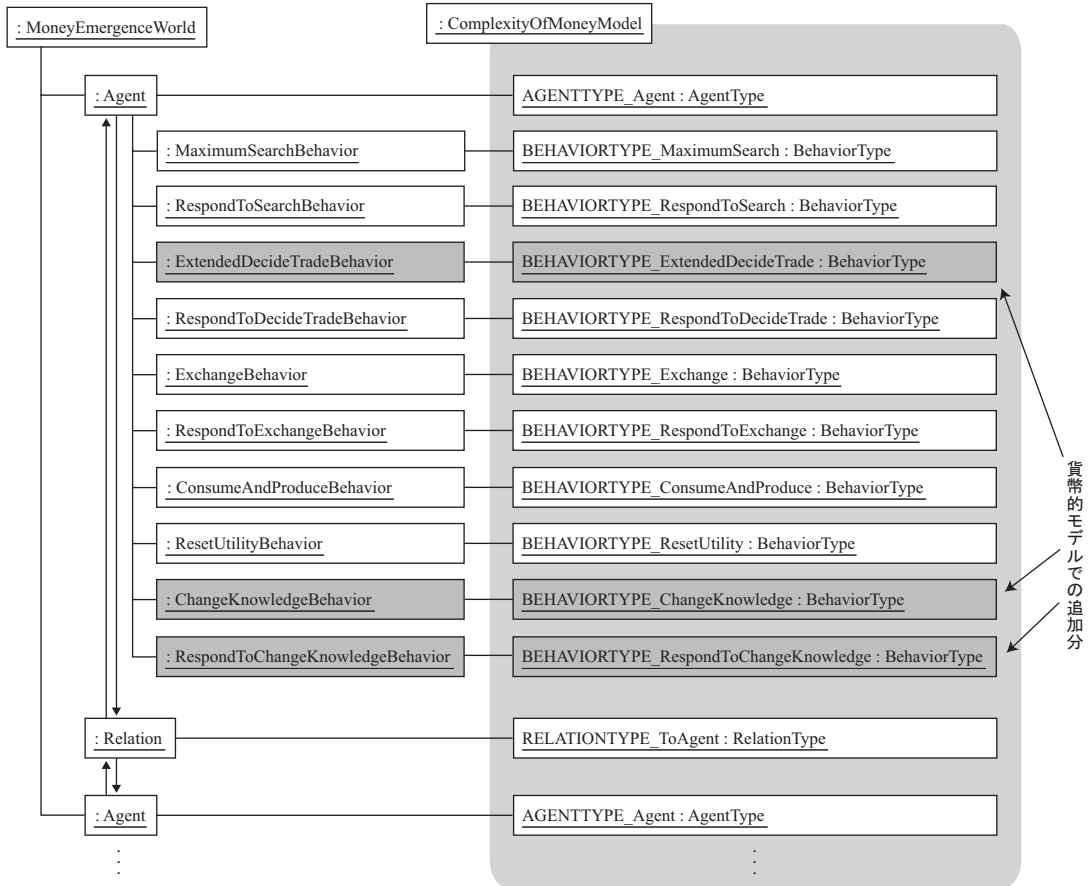 : MoneyEmergenceWorld
: ComplexityOfMoneyModel
: Agent
AGENTTYPE_Agent : AgentType
: MaximumSearchBehavior
BEHAVIORTYPE_MaximumSearch : BehaviorType
: RespondToSearchBehavior
BEHAVIORTYPE_RespondToSearch : BehaviorType
: ExtendedDecideTradeBehavior
BEHAVIORTYPE_ExtendedDecideTrade : BehaviorType
: RespondToDecideTradeBehavior
BEHAVIORTYPE_RespondToDecideTrade : BehaviorType
: ExchangeBehavior
BEHAVIORTYPE_Exchange : BehaviorType
: RespondToExchangeBehavior
BEHAVIORTYPE_RespondToExchange : BehaviorType
: ConsumeAndProduceBehavior
BEHAVIORTYPE_ConsumeAndProduce : BehaviorType
: ResetUtilityBehavior
BEHAVIORTYPE_ResetUtility : BehaviorType
: ChangeKnowledgeBehavior
BEHAVIORTYPE_ChangeKnowledge : BehaviorType
: RespondToChangeKnowledgeBehavior
BEHAVIORTYPE_RespondToChangeKnowledge : BehaviorType
貨幣的モデルでの追加分
: Relation
RELATIONTYPE_ToAgent : RelationType
: Agent
AGENTTYPE_Agent : AgentType